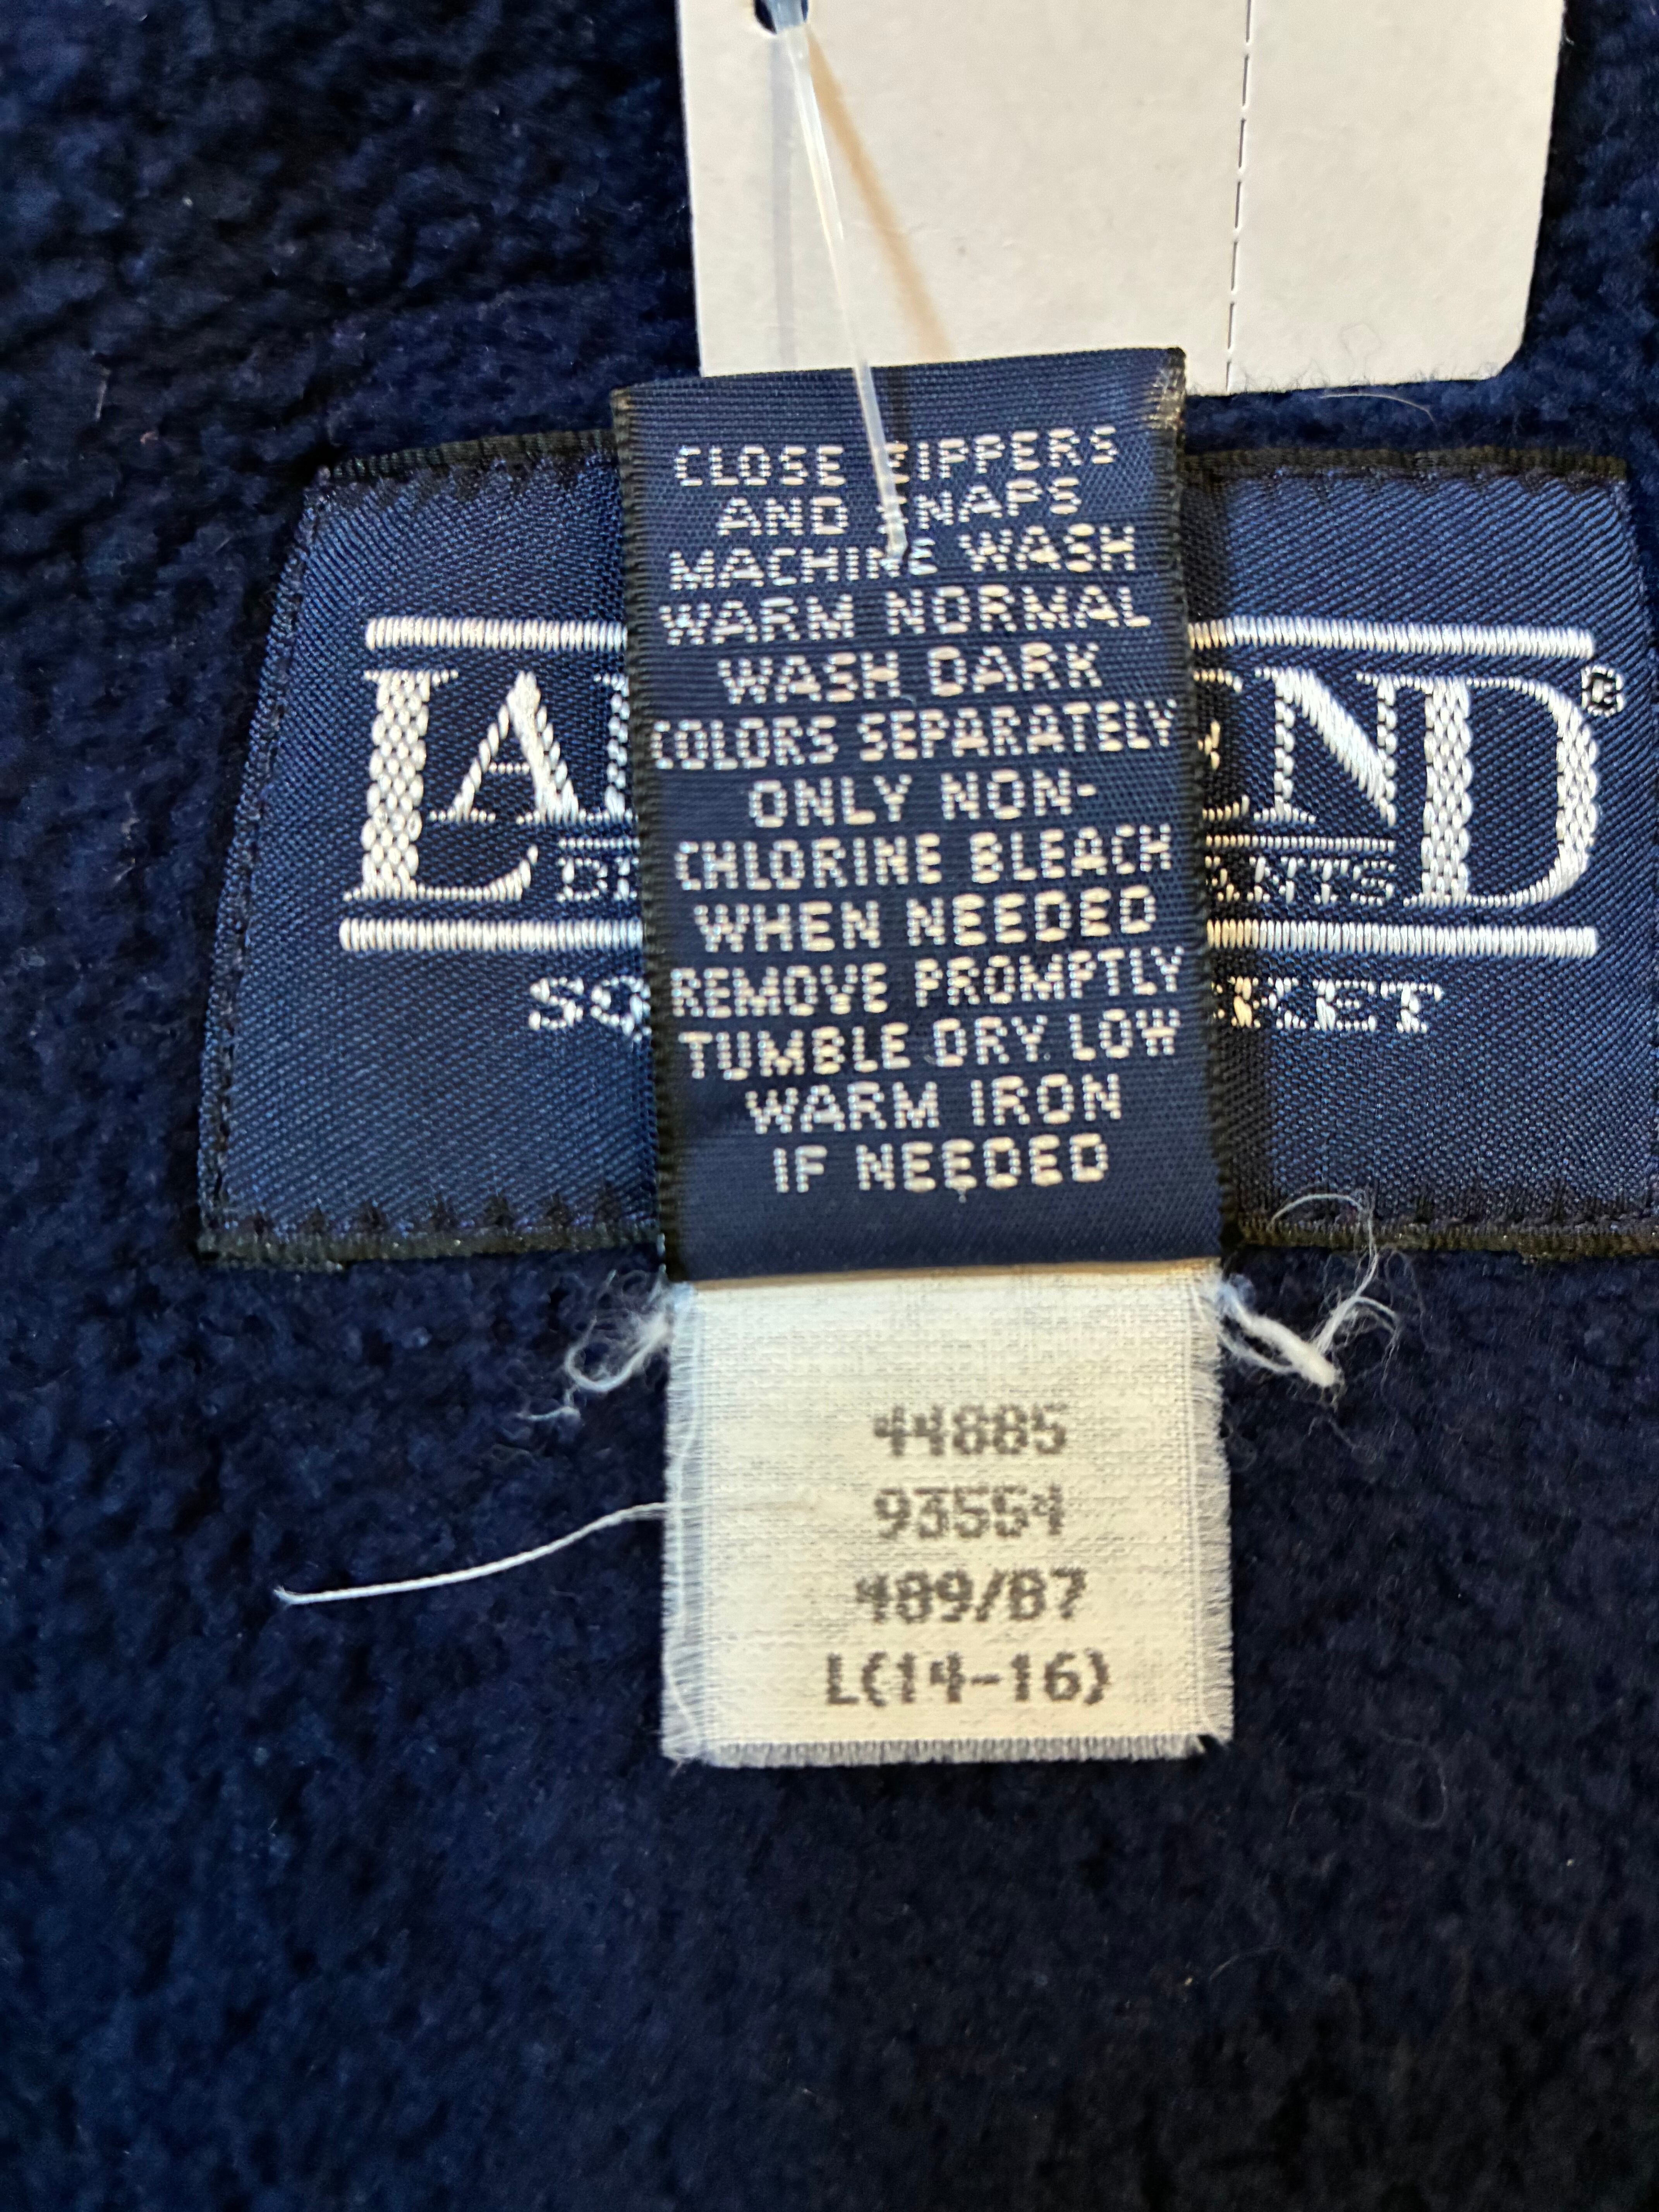 CLOSE ZIPPERS
AND SNAPS
MACHINE WASH
WARM NORMAL
WASH DARK
COLORS SEPARATELY
ONLY NON-
CHLORINE BLEACH
WHEN NEEDED
REMOVE PROMPTLY
TUMBLE DRY LOW
WARM IRON
IF NEEDED
44885
93554
489/87
L(14-16)